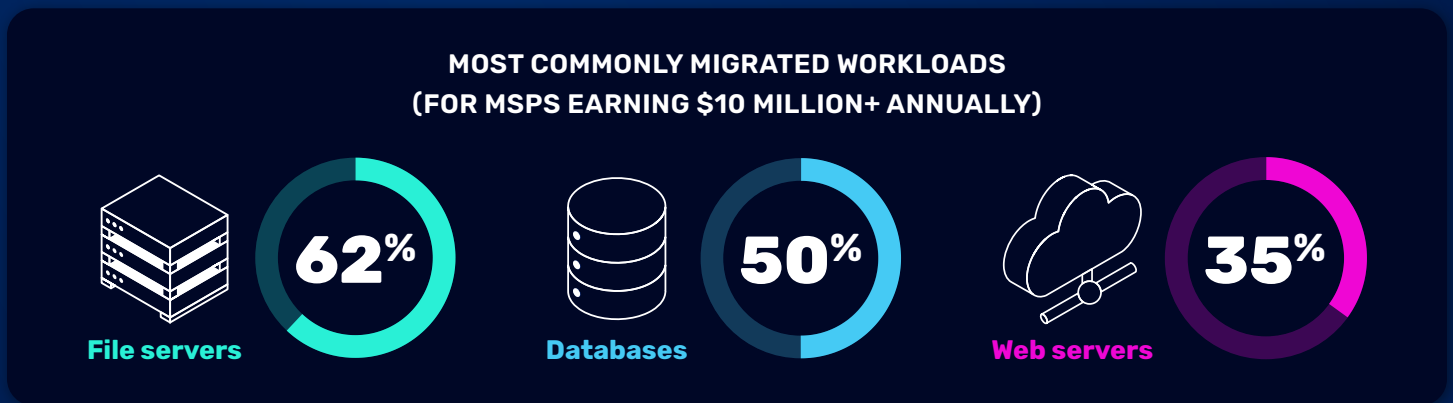 MOST COMMONLY MIGRATED WORKLOADS
(FOR MSPS EARNING $10 MILLION+ ANNUALLY)
62%
File servers
50%
Databases
35%
Web servers